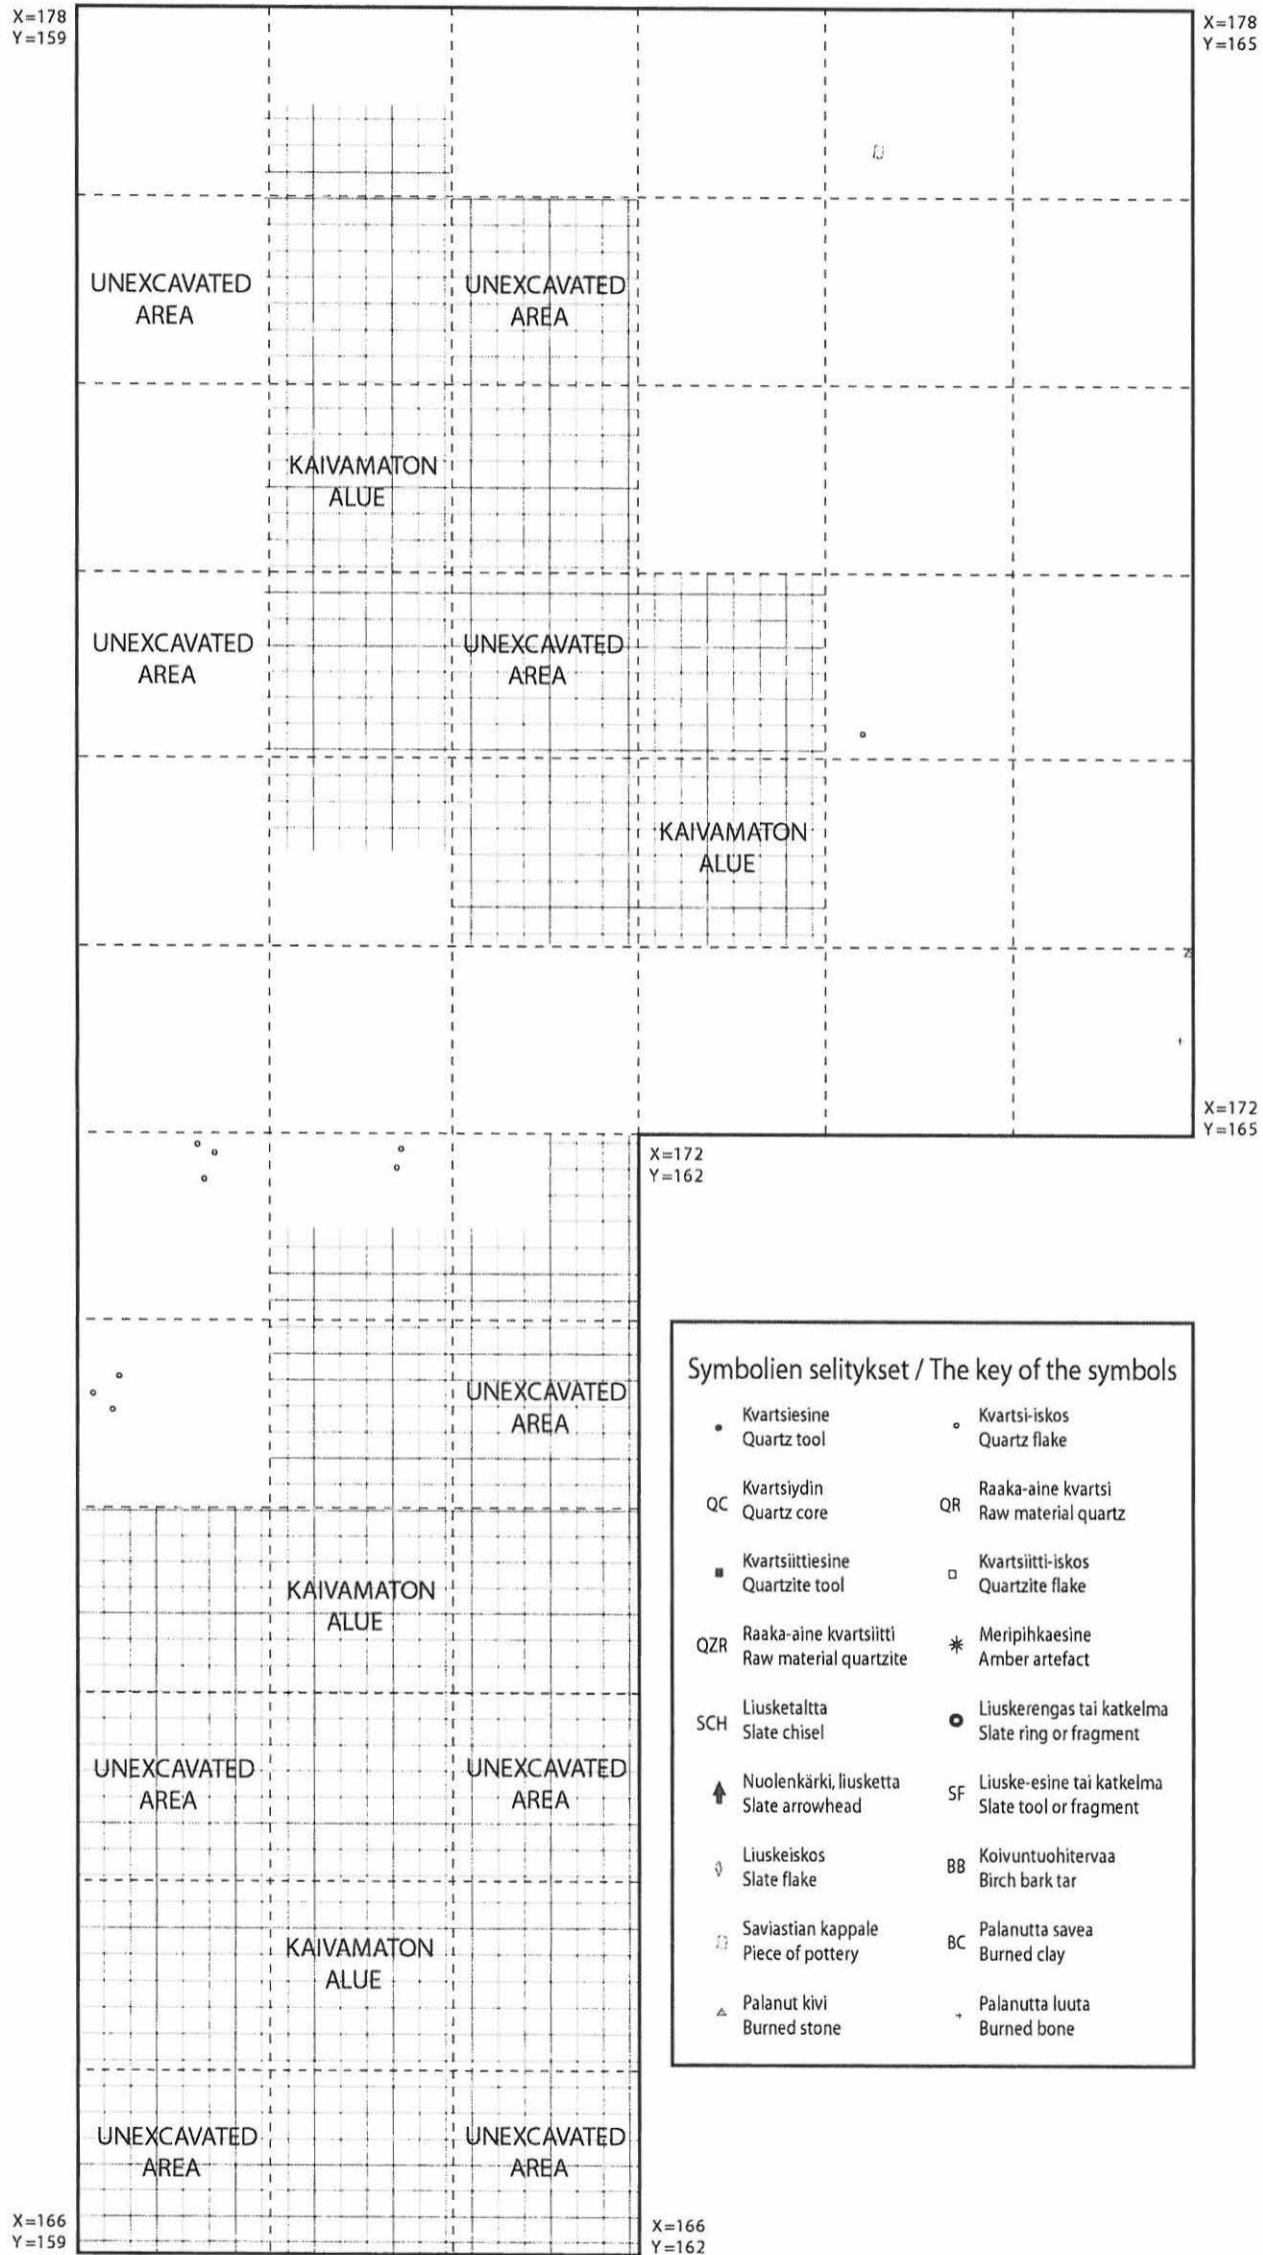 X=178
Y=159
X=178
Y=165
UNEXCAVATED
AREA
UNEXCAVATED
AREA
KAIVAMATON
ALUE
UNEXCAVATED
AREA
UNEXCAVATED
AREA
KAIVAMATON
ALUE
X=172
Y=165
X=172
Y=162
UNEXCAVATED
AREA
KAIVAMATON
ALUE
UNEXCAVATED
AREA
UNEXCAVATED
AREA
KAIVAMATON
ALUE
UNEXCAVATED
AREA
UNEXCAVATED
AREA
X=166
Y=159
X=166
Y=162
Symbolien selitykset / The key of the symbols
Kvartsiesine
Quartz tool
Kvartsi-iskos
Quartz flake
QC Kvartsiydin
Quartz core
QR Raaka-aine kvartsi
Raw material quartz
Kvartsiittiesine
Quartzite tool
Kvartsiitti-iskos
Quartzite flake
QZR Raaka-aine kvartsiitti
Raw material quartzite
Meripihkaesine
Amber artefact
SCH Liusketaltta
Slate chisel
Liuskerengas tai katkelma
Slate ring or fragment
Nuolenkärki, liusketta
Slate arrowhead
SF Liuske-esine tai katkelma
Slate tool or fragment
Liuskeiskos
Slate flake
BB Koivuntuohitervaa
Birch bark tar
Saviastian kappale
Piece of pottery
BC Palanutta savea
Burned clay
Palanut kivi
Burned stone
Palanutta luuta
Burned bone